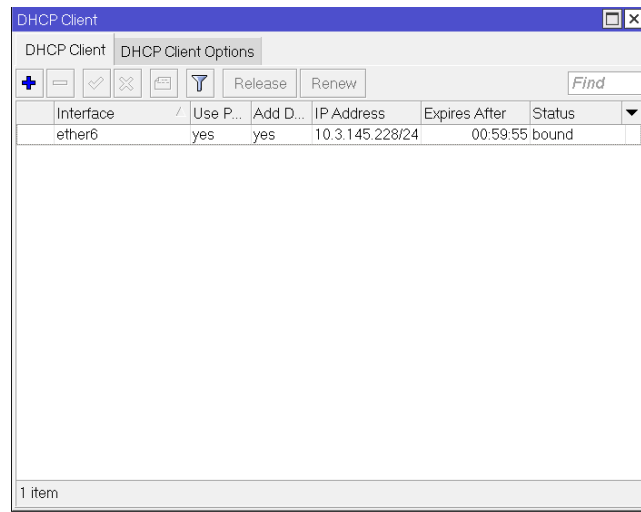 DHCP Client
DHCP Client DHCP Client Options
Release Renew Find
Interface Use P... Add D... IP Address Expires After Status
ether6 yes yes 10.3.145.228/24 00:59:55 bound
1 item